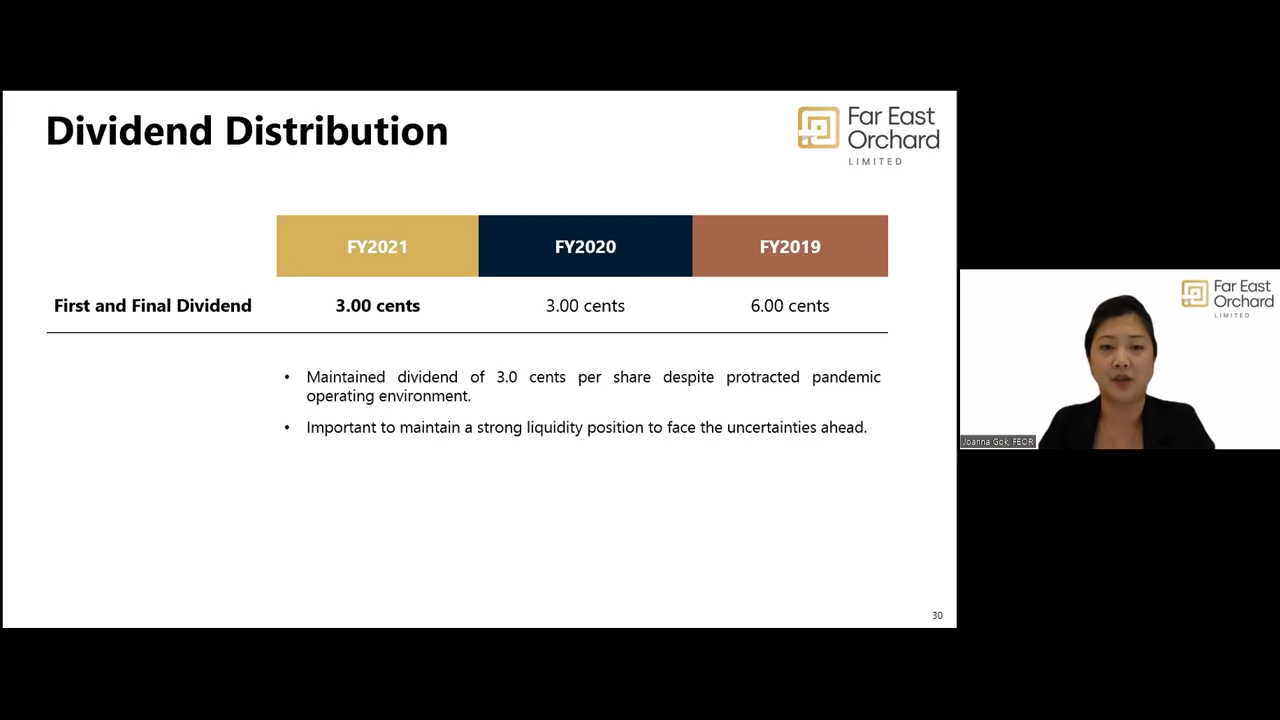 Dividend Distribution
Far East
Orchard
LIMITED
FY2021 FY2020 FY2019
First and Final Dividend 3.00 cents 3.00 cents 6.00 cents
• Maintained dividend of 3.0 cents per share despite protracted pandemic
operating environment.
• Important to maintain a strong liquidity position to face the uncertainties ahead.
30
Far East
Orchard
LIMITED
Joanna Gok, FEOR